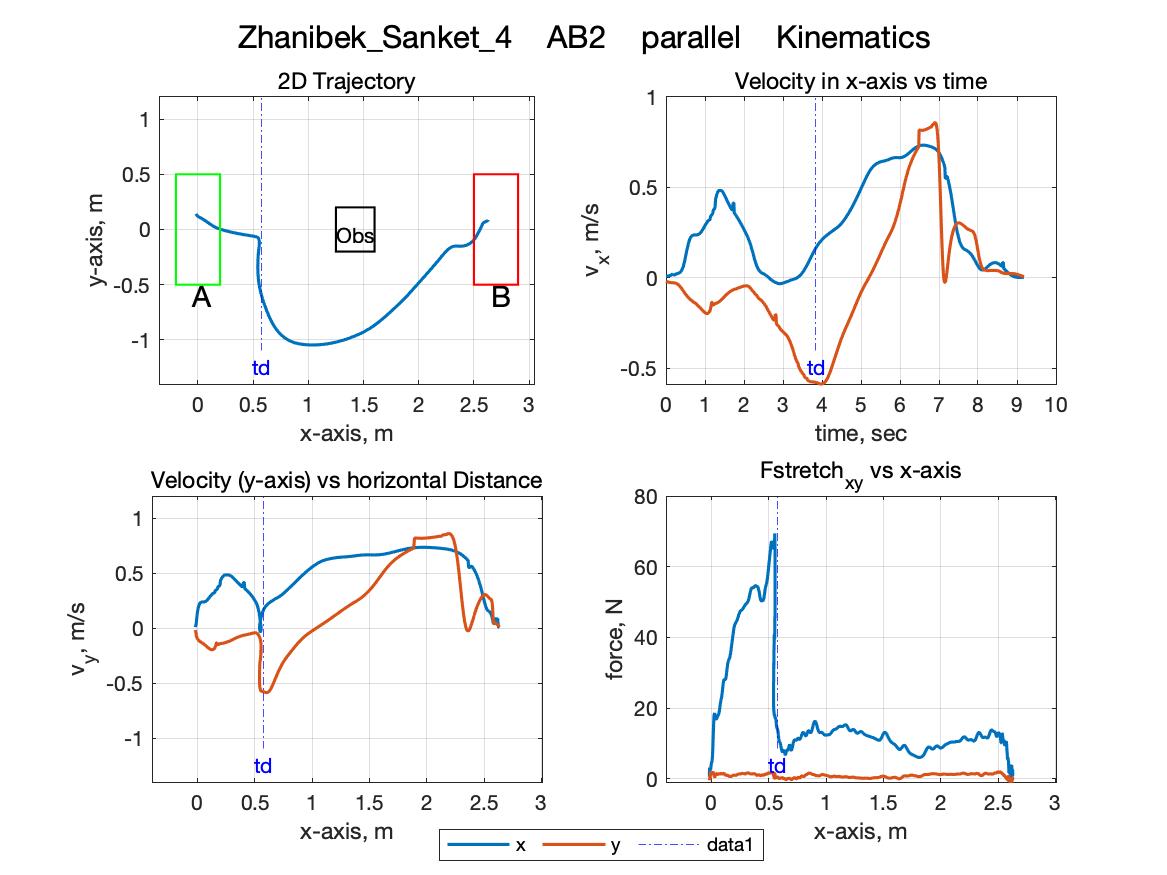 Zhanibek_Sanket_4 AB2 parallel Kinematics
2D Trajectory
y-axis, m
1
0.5
0
-0.5
-1
A
Obs
B
td
0 0.5 1 1.5 2 2.5 3
x-axis, m
Velocity in x-axis vs time
v_x, m/s
1
0.5
0
-0.5
td
0 1 2 3 4 5 6 7 8 9 10
time, sec
Velocity (y-axis) vs horizontal Distance
v_y, m/s
1
0.5
0
-0.5
-1
td
0 0.5 1 1.5 2 2.5 3
x-axis, m
Fstretch_xy vs x-axis
force, N
80
60
40
20
0
td
0 0.5 1 1.5 2 2.5 3
x-axis, m
x y data1